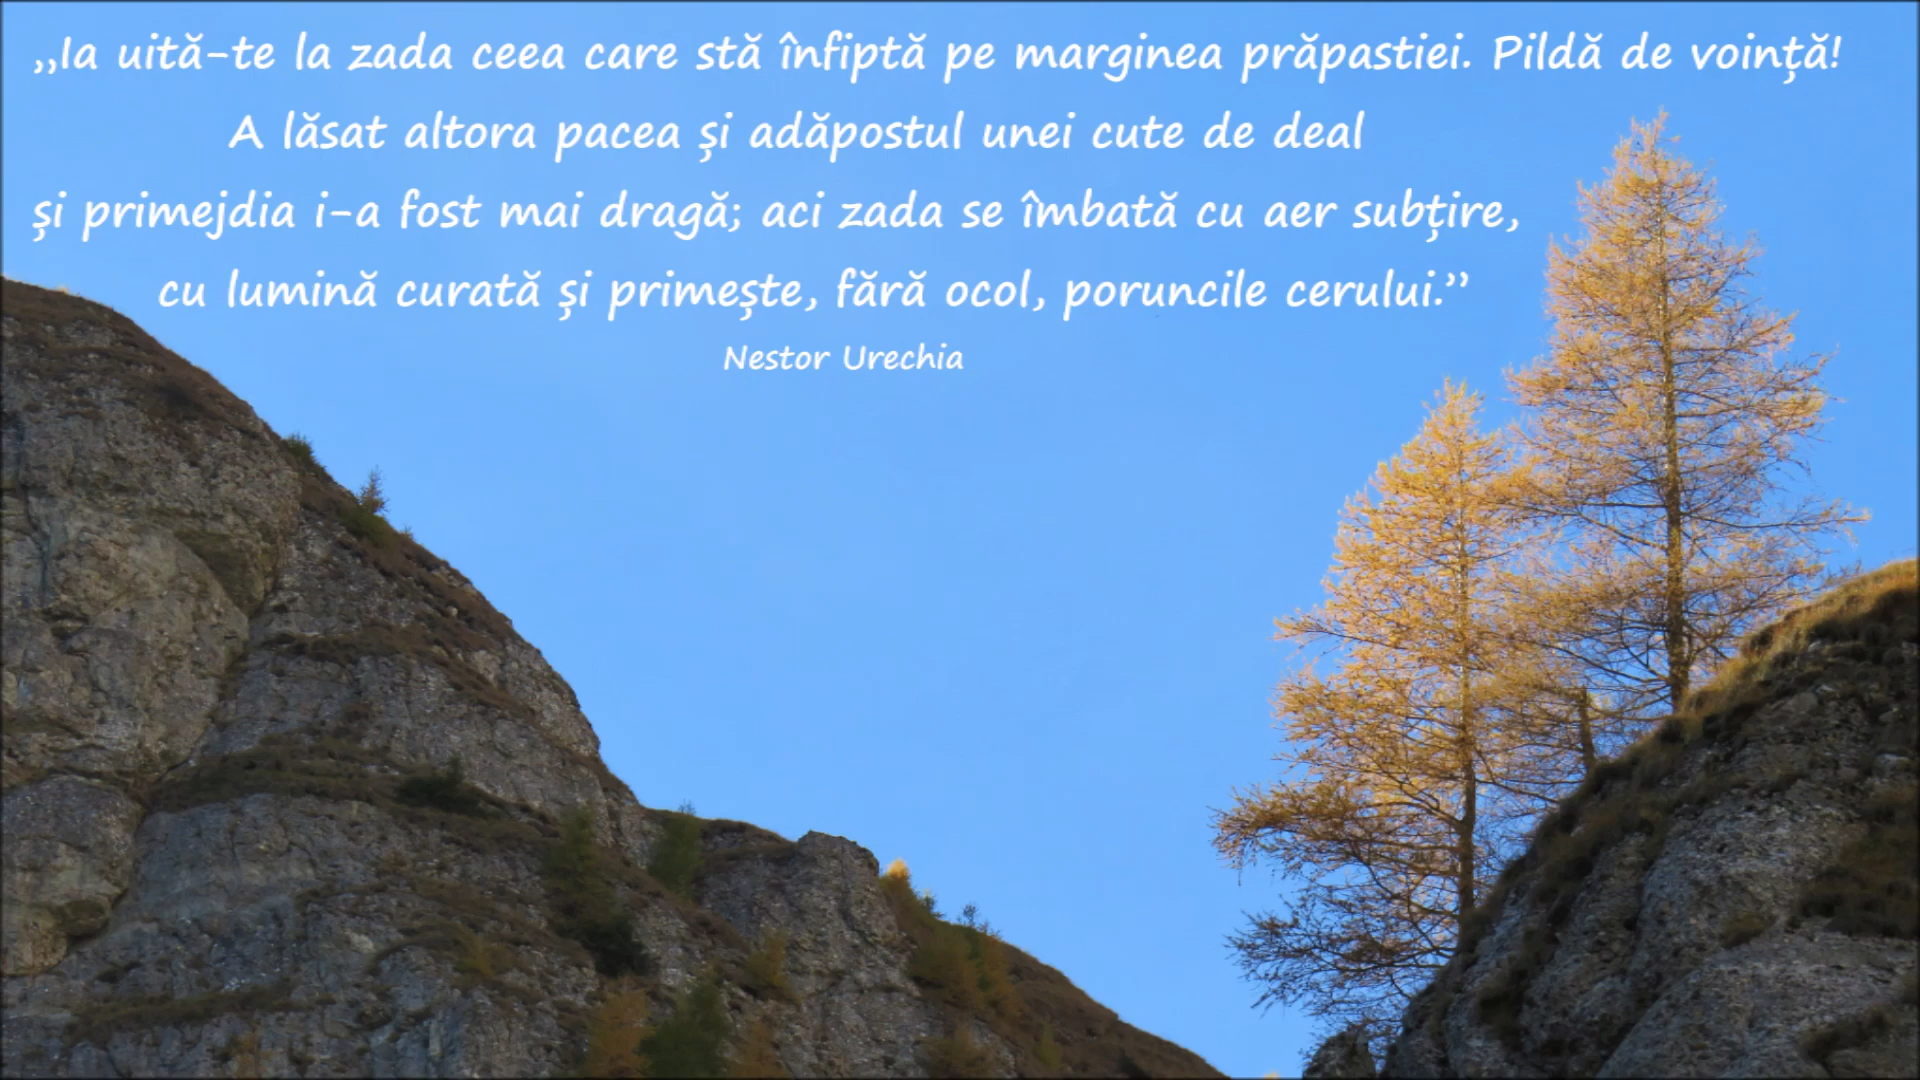 „Ia uită-te la zada ceea care stă înfiptă pe marginea prăpastiei. Pildă de voință!
A lăsat altora pacea și adăpostul unei cute de deal
și primejdia i-a fost mai dragă; aci zada se îmbată cu aer subțire,
cu lumină curată și primește, fără ocol, poruncile cerului.”
Nestor Urechia